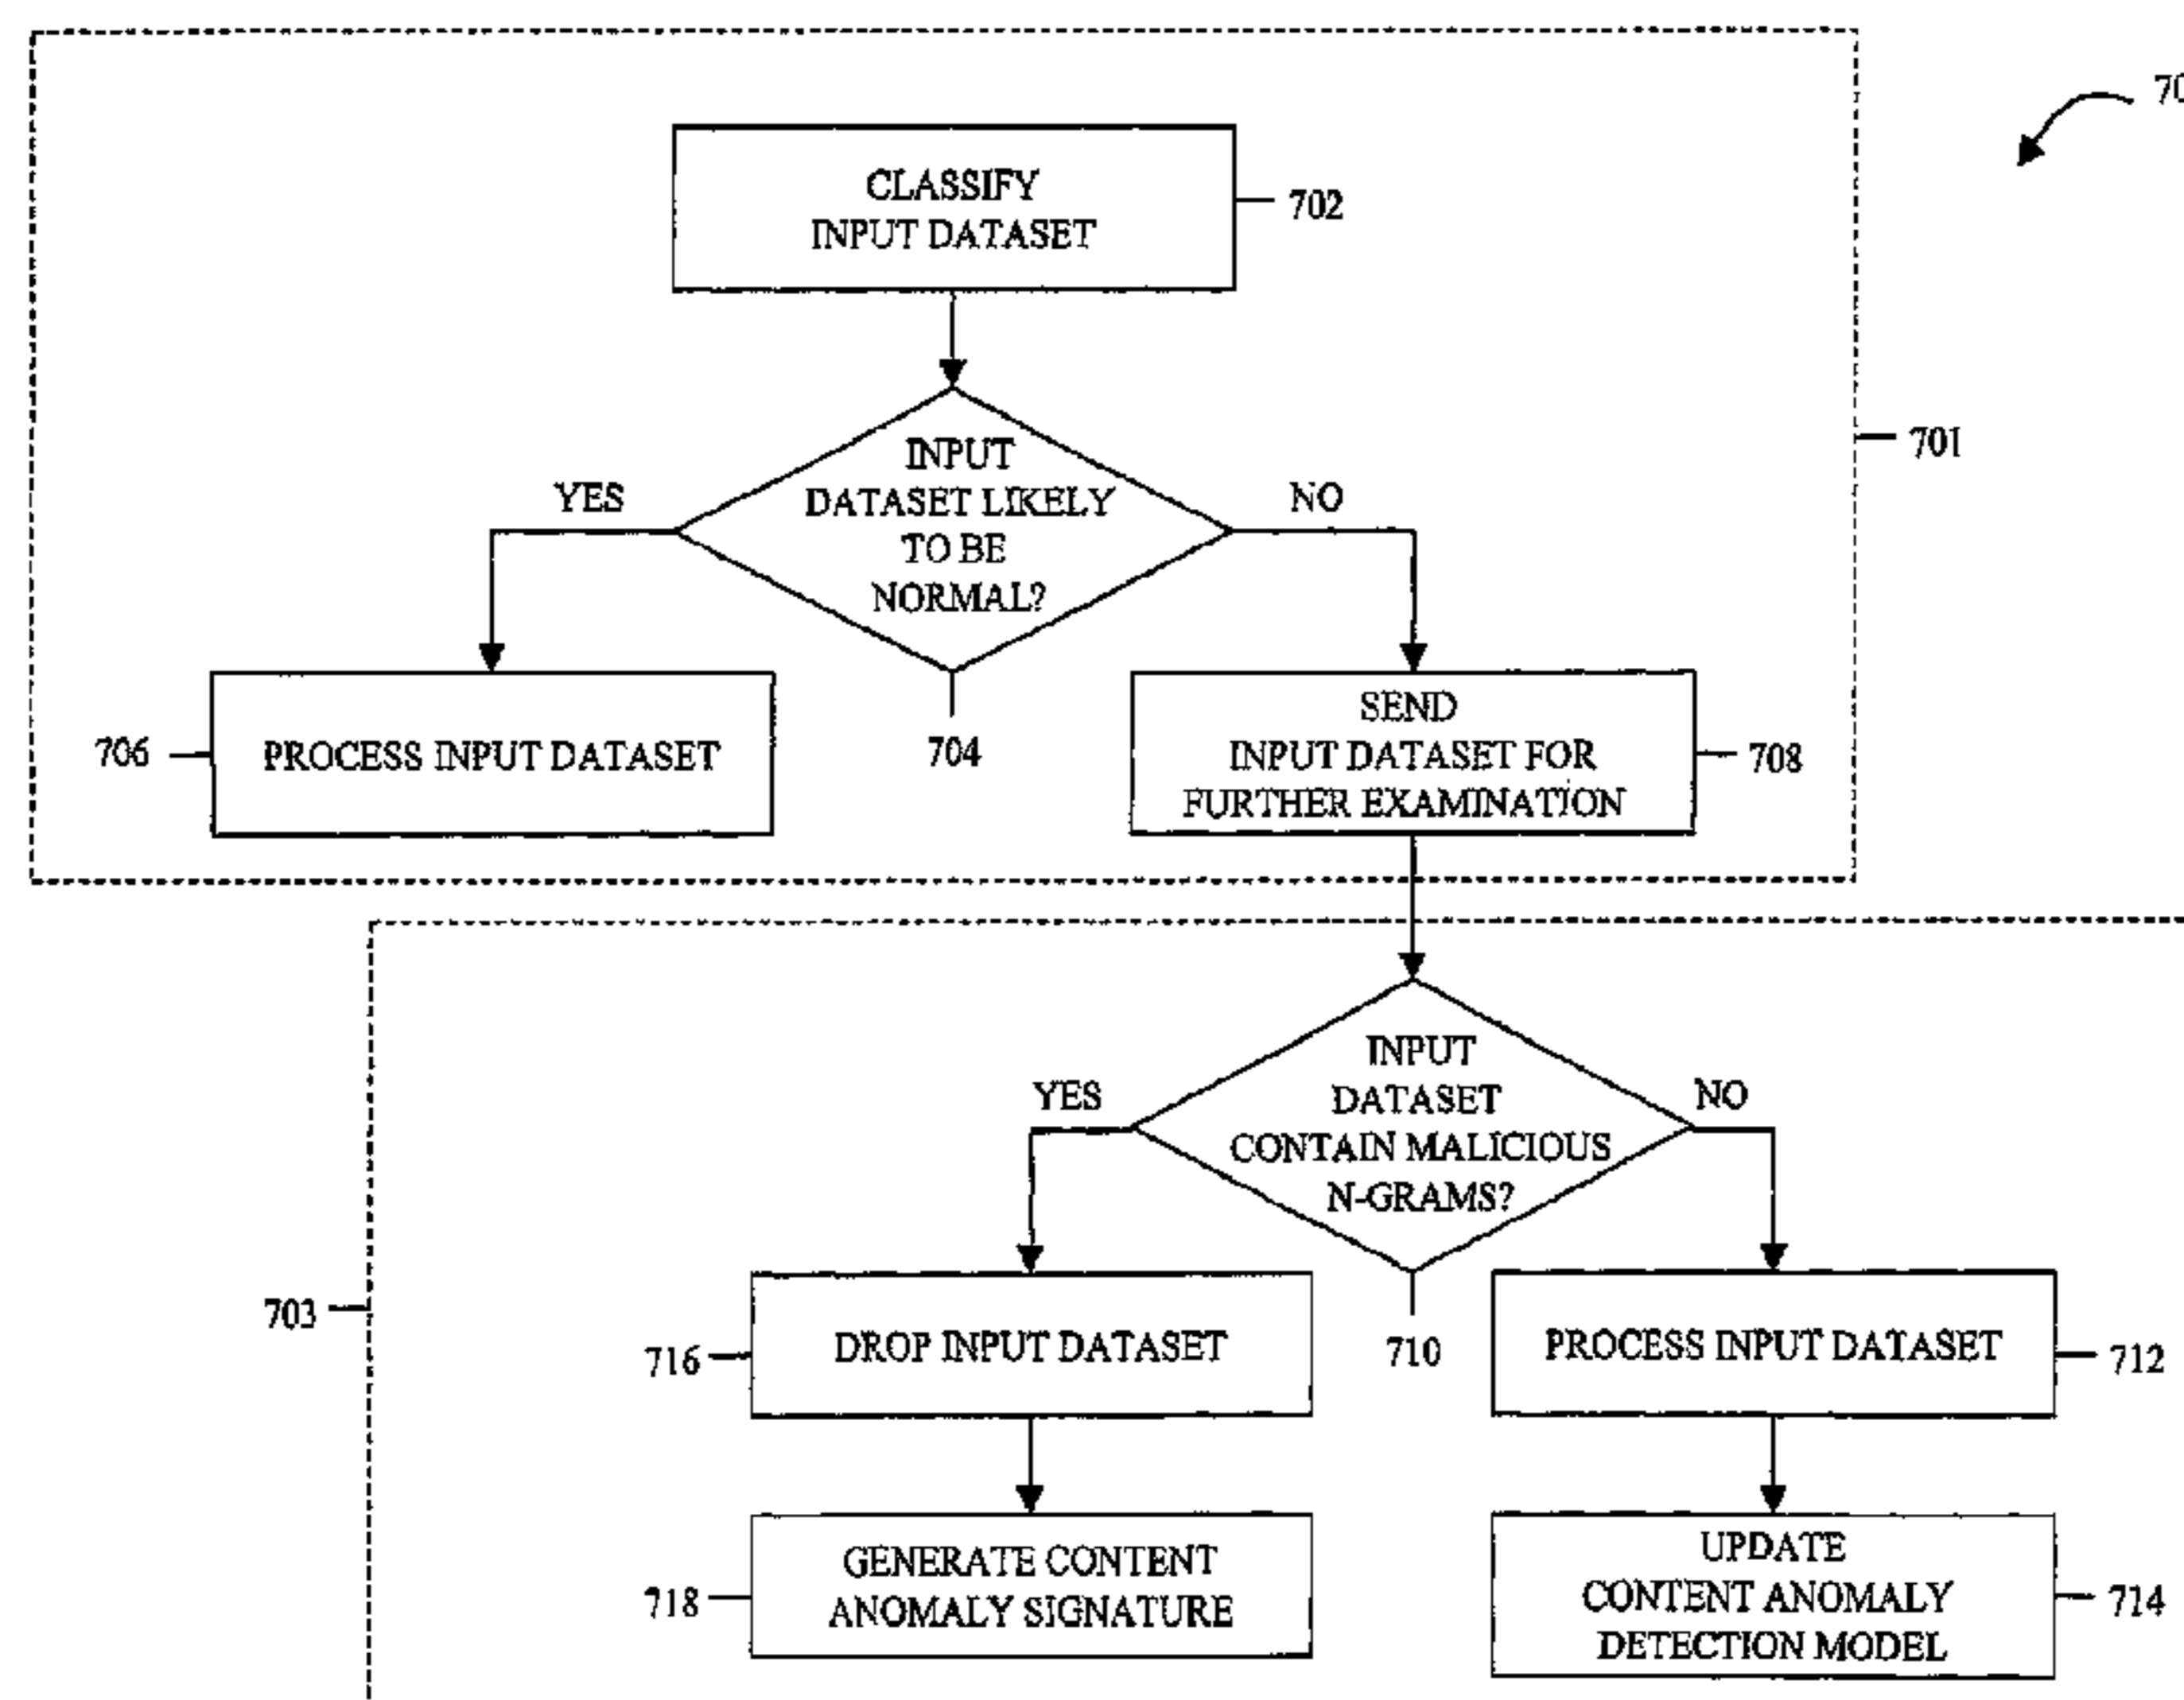 70
CLASSIFY
INPUT DATASET
702
INPUT
DATASET LIKELY
TO BE
NORMAL?
YES
NO
701
706
PROCESS INPUT DATASET
704
SEND
INPUT DATASET FOR
FURTHER EXAMINATION
708
INPUT
DATASET
CONTAIN MALICIOUS
N-GRAMS?
YES
NO
703
716
DROP INPUT DATASET
710
PROCESS INPUT DATASET
712
718
GENERATE CONTENT
ANOMALY SIGNATURE
UPDATE
CONTENT ANOMALY
DETECTION MODEL
714